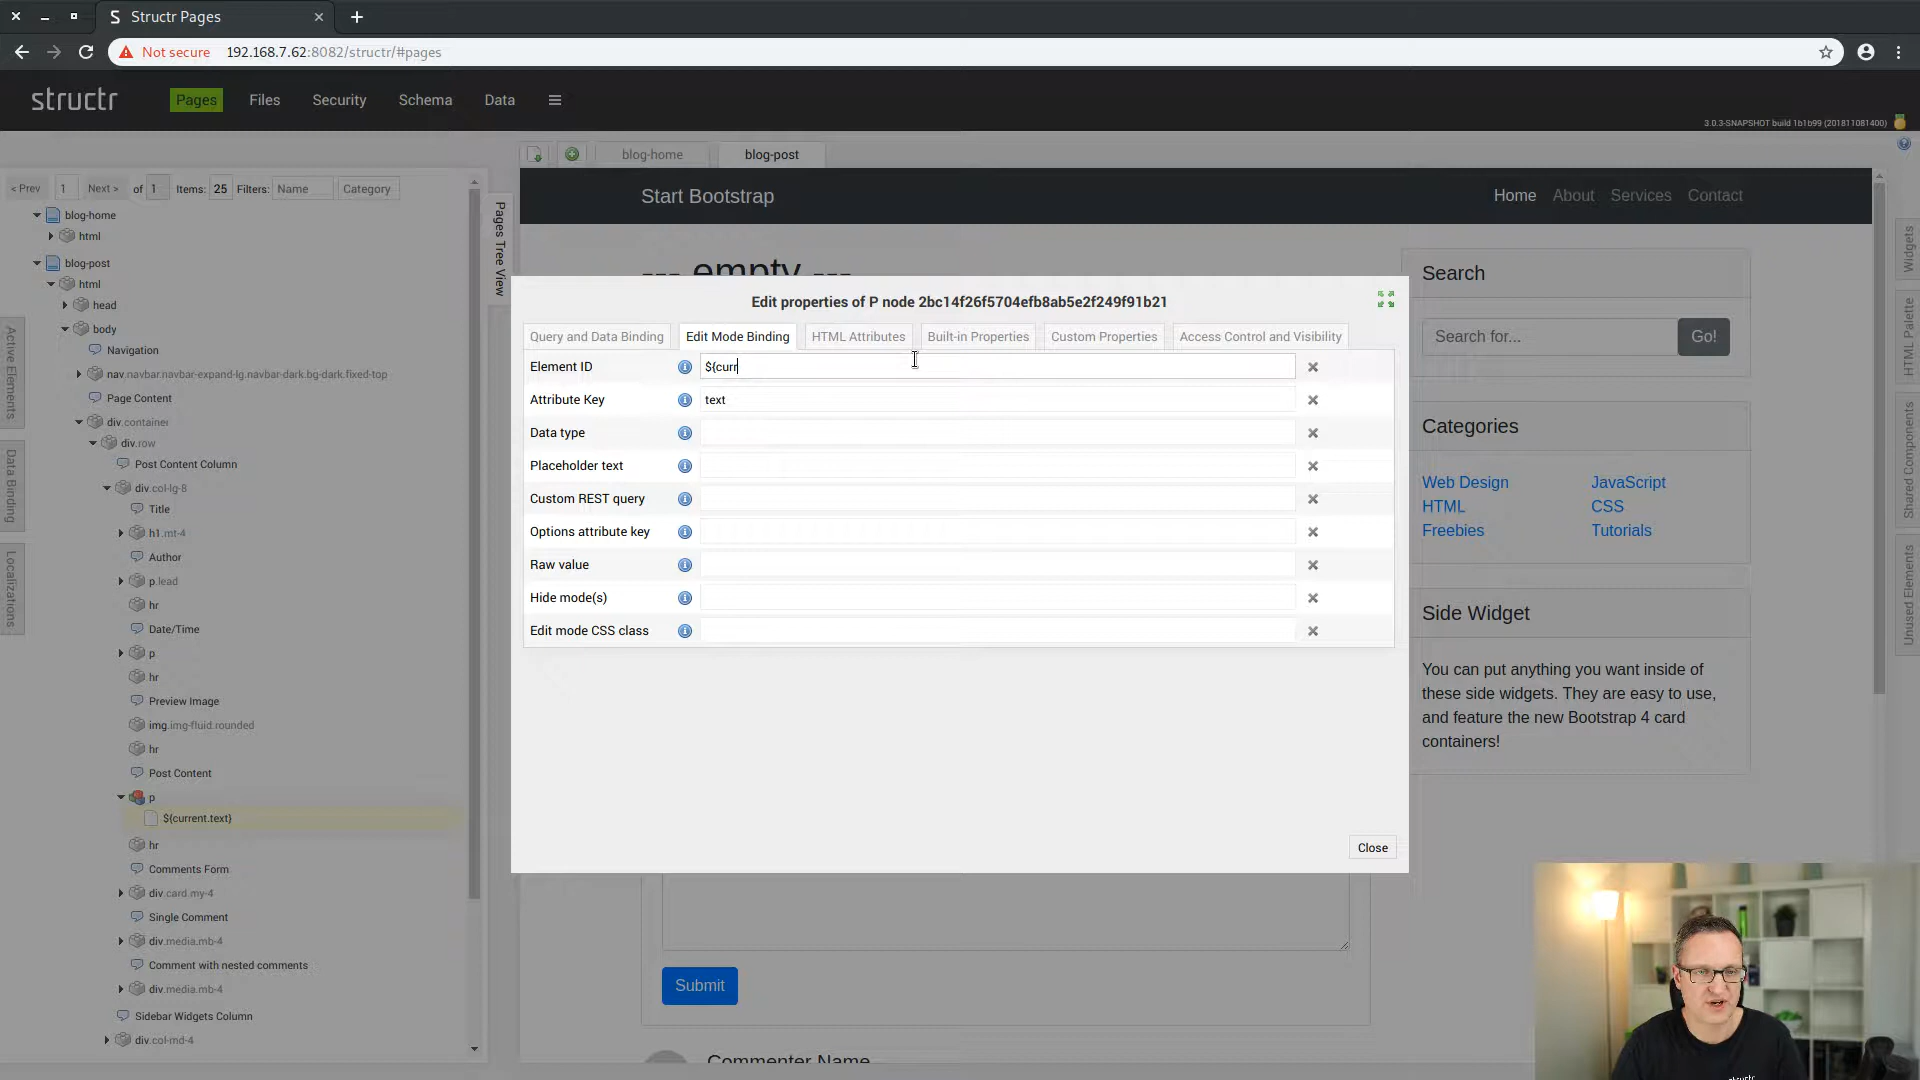 Structr Pages
Not secure 192.168.7.62:8082/structr/#pages
structr Pages Files Security Schema Data
3.0.3-SNAPSHOT build 1b1b99 (201811081400)
blog-home blog-post
< Prev 1 Next > of 1 Items: 25 Filters: Name Category
blog-home
html
blog-post
html
head
body
Navigation
nav.navbar.navbar-expand-lg.navbar-dark.bg-dark.fixed-top
Page Content
div.container
div.row
Post Content Column
div.col-lg-8
Title
h1.mt-4
Author
p.lead
hr
Date/Time
p
hr
Preview Image
img.img-fluid.rounded
hr
Post Content
p
${current.text}
hr
Comments Form
div.card.my-4
Single Comment
div.media.mb-4
Comment with nested comments
div.media.mb-4
Sidebar Widgets Column
div.col-md-4
Active Elements
Data Binding
Localizations
Pages Tree View
Start Bootstrap Home About Services Contact
--- empty ---
Edit properties of P node 2bc14f26f5704efb8ab5e2f249f91b21
Query and Data Binding Edit Mode Binding HTML Attributes Built-in Properties Custom Properties Access Control and Visibility
Element ID ${curr
Attribute Key text
Data type
Placeholder text
Custom REST query
Options attribute key
Raw value
Hide mode(s)
Edit mode CSS class
Close
Submit
Commenter Name
Search
Search for... Go!
Categories
Web Design JavaScript
HTML CSS
Freebies Tutorials
Side Widget
You can put anything you want inside of
these side widgets. They are easy to use,
and feature the new Bootstrap 4 card
containers!
Widgets
HTML Palette
Shared Components
Unused Elements
structr